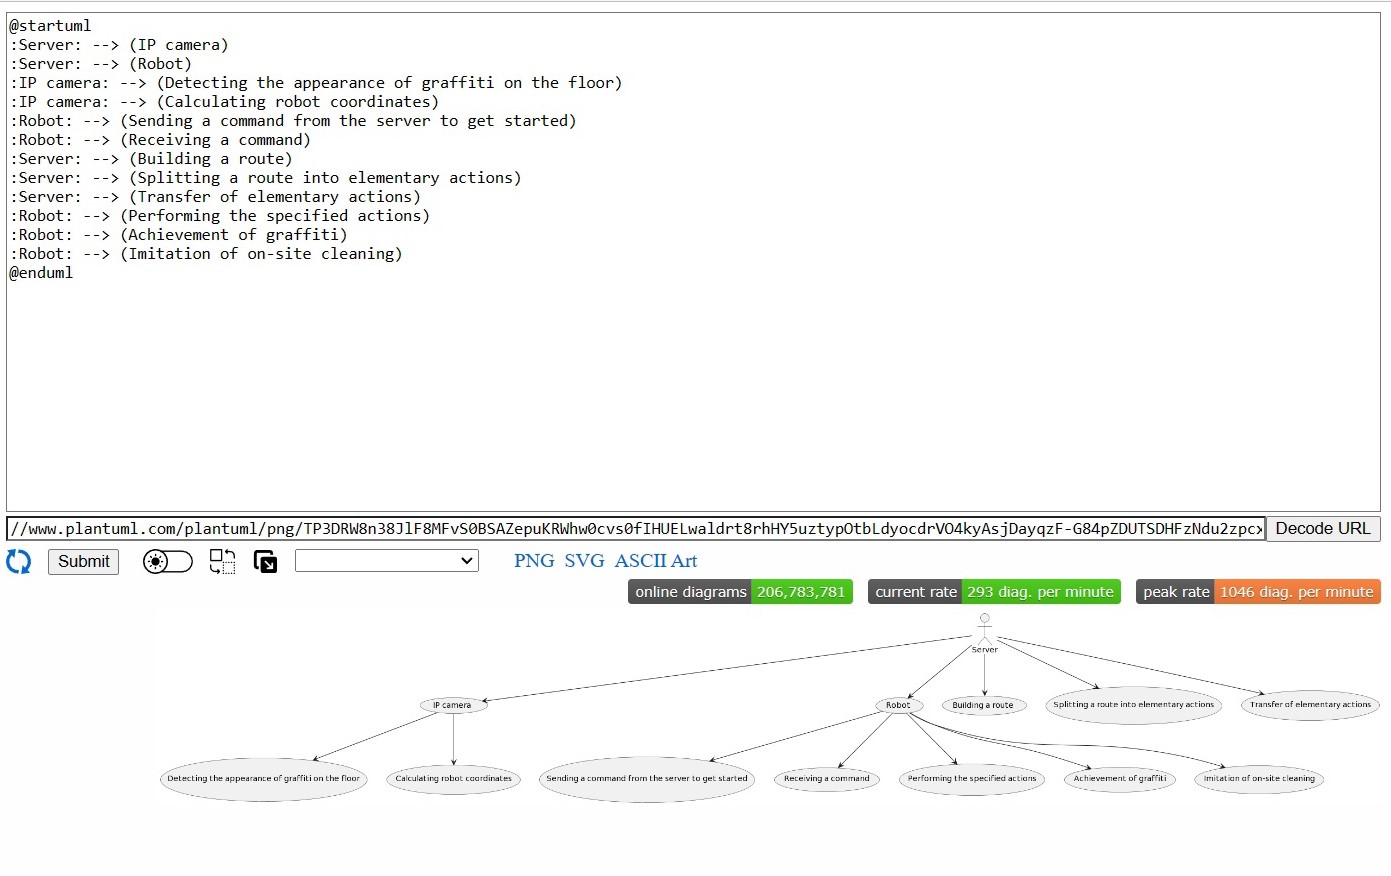 @startuml
:Server: --> (IP camera)
:Server: --> (Robot)
:IP camera: --> (Detecting the appearance of graffiti on the floor)
:IP camera: --> (Calculating robot coordinates)
:Robot: --> (Sending a command from the server to get started)
:Robot: --> (Receiving a command)
:Server: --> (Building a route)
:Server: --> (Splitting a route into elementary actions)
:Server: --> (Transfer of elementary actions)
:Robot: --> (Performing the specified actions)
:Robot: --> (Achievement of graffiti)
:Robot: --> (Imitation of on-site cleaning)
@enduml
//www.plantuml.com/plantuml/png/TP3DRW8n38JlF8MFvS0BSAZepuKRWhw0cvs0fIHUELwaldrt8rhHY5uztypOtbLdyocdrVO4kyAsjDayqzF-G84pZDUTSDHFzNdu2zpcx Decode URL
Submit PNG SVG ASCII Art
online diagrams 206,783,781 current rate 293 diag. per minute peak rate 1046 diag. per minute
Server
IP camera Robot Building a route Splitting a route into elementary actions Transfer of elementary actions
Detecting the appearance of graffiti on the floor Calculating robot coordinates Sending a command from the server to get started Receiving a command Performing the specified actions Achievement of graffiti Imitation of on-site cleaning